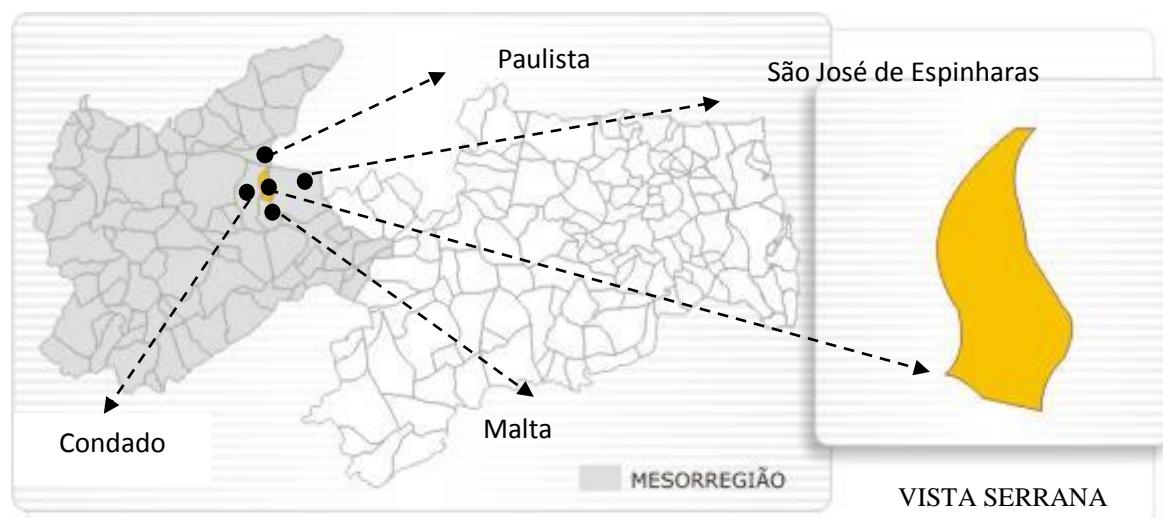 Paulista
São José de Espinharas
Condado
Malta
MESORREGIÃO
VISTA SERRANA